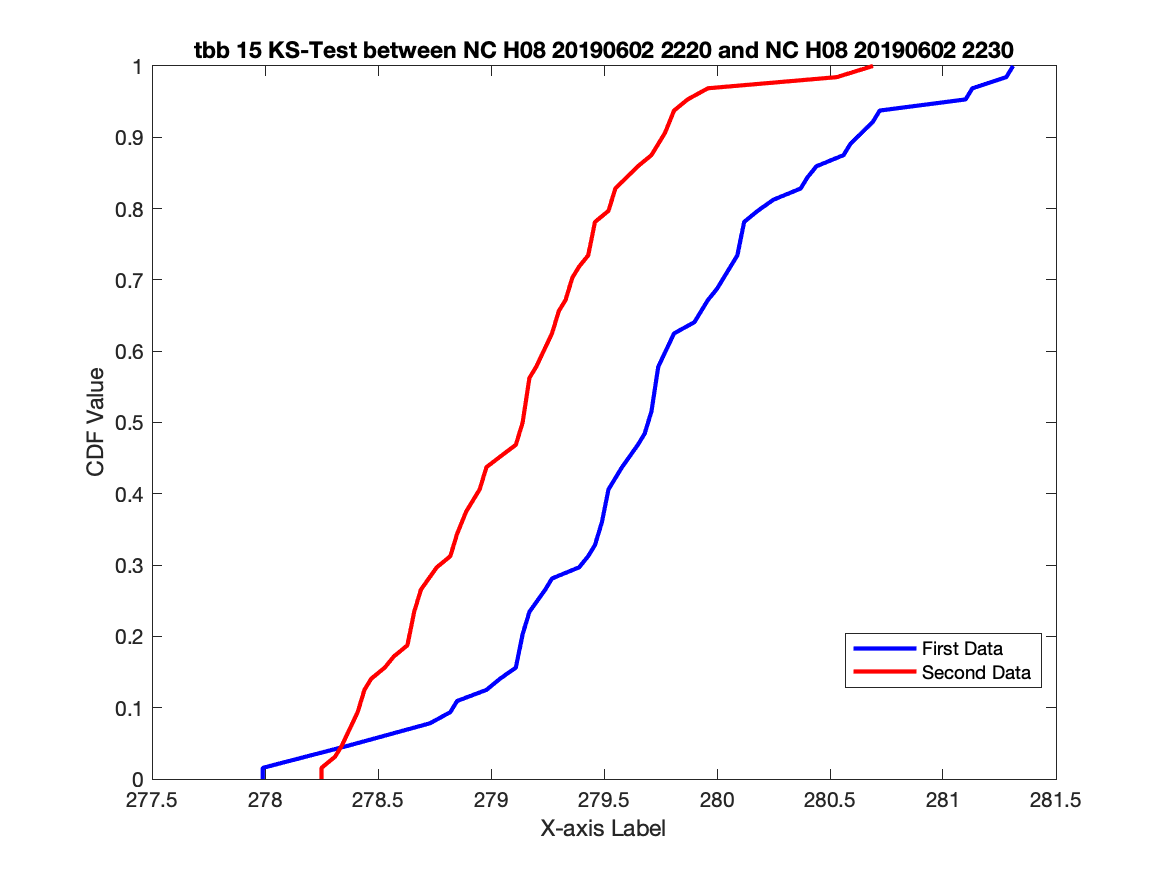 tbb 15 KS-Test between NC H08 20190602 2220 and NC H08 20190602 2230
1
0.9
0.8
0.7
0.6
0.5
0.4
0.3
0.2
0.1
0
CDF Value
First Data
Second Data
277.5 278 278.5 279 279.5 280 280.5 281 281.5
X-axis Label